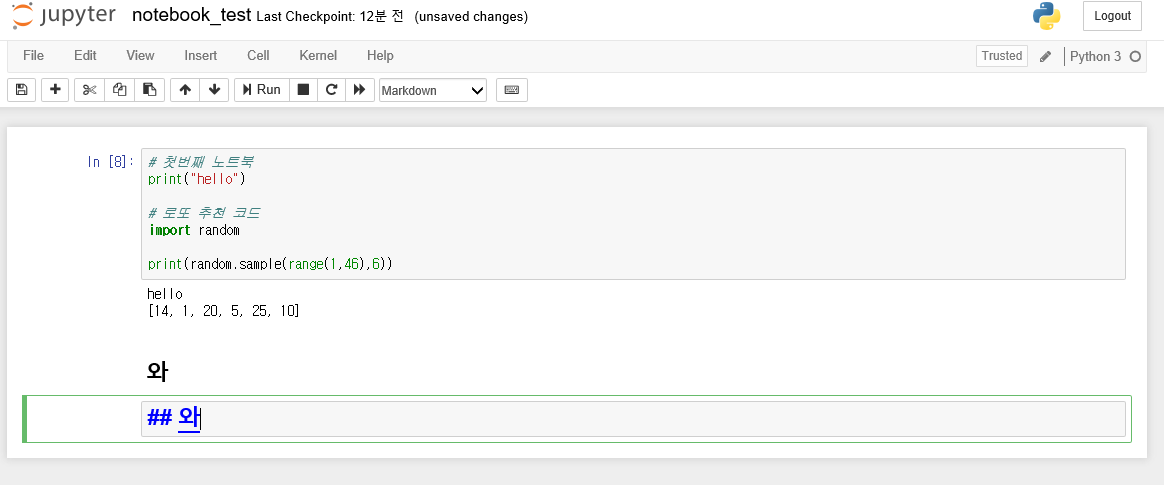 jupyter notebook_test Last Checkpoint: 12분 전 (unsaved changes) Logout
File Edit View Insert Cell Kernel Help Trusted Python 3
Run Markdown
In [8]: # 첫번째 노트북
print("hello")
# 로또 추천 코드
import random
print(random.sample(range(1,46),6))
hello
[14, 1, 20, 5, 25, 10]
와
## 와